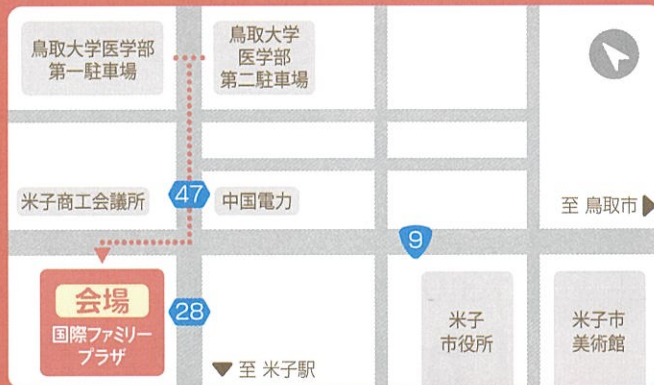 鳥取大学医学部
第一駐車場
鳥取大学
医学部
第二駐車場
米子商工会議所
47
中国電力
至 鳥取市▶
9
会場
国際ファミリー
プラザ
28
▼ 至 米子駅
米子
市役所
米子市
美術館